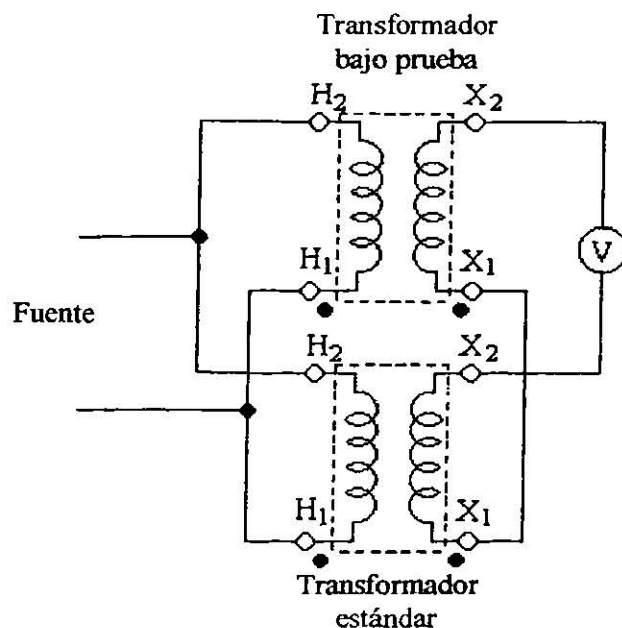 Transformador
bajo prueba
H₂
X₂
V
H₁
X₁
Fuente
H₂
X₂
H₁
X₁
Transformador
estándar